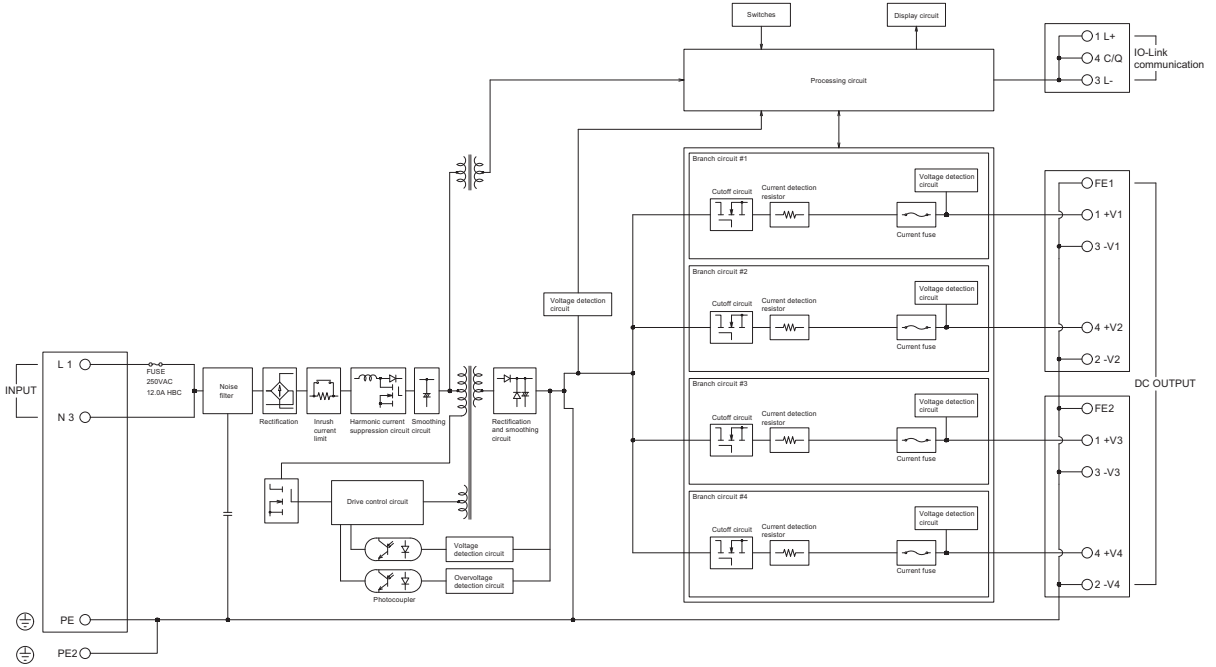 Switches
Display circuit
1 L+
4 C/Q
3 L-
IO-Link
communication
Processing circuit
Branch circuit #1
Cutoff circuit
Current detection
resistor
Voltage detection
circuit
Current fuse
Branch circuit #2
Cutoff circuit
Current detection
resistor
Voltage detection
circuit
Current fuse
Branch circuit #3
Cutoff circuit
Current detection
resistor
Voltage detection
circuit
Current fuse
Branch circuit #4
Cutoff circuit
Current detection
resistor
Voltage detection
circuit
Current fuse
FE1
1 +V1
3 -V1
4 +V2
2 -V2
DC OUTPUT
FE2
1 +V3
3 -V3
4 +V4
2 -V4
Voltage detection
circuit
INPUT
L 1
N 3
FUSE
250VAC
12.0A HBC
Noise
filter
Rectification
Inrush
current
limit
Harmonic current
suppression circuit
Smoothing
circuit
Rectification
and smoothing
circuit
Drive control circuit
Voltage
detection circuit
Overvoltage
detection circuit
Photocoupler
PE
PE2